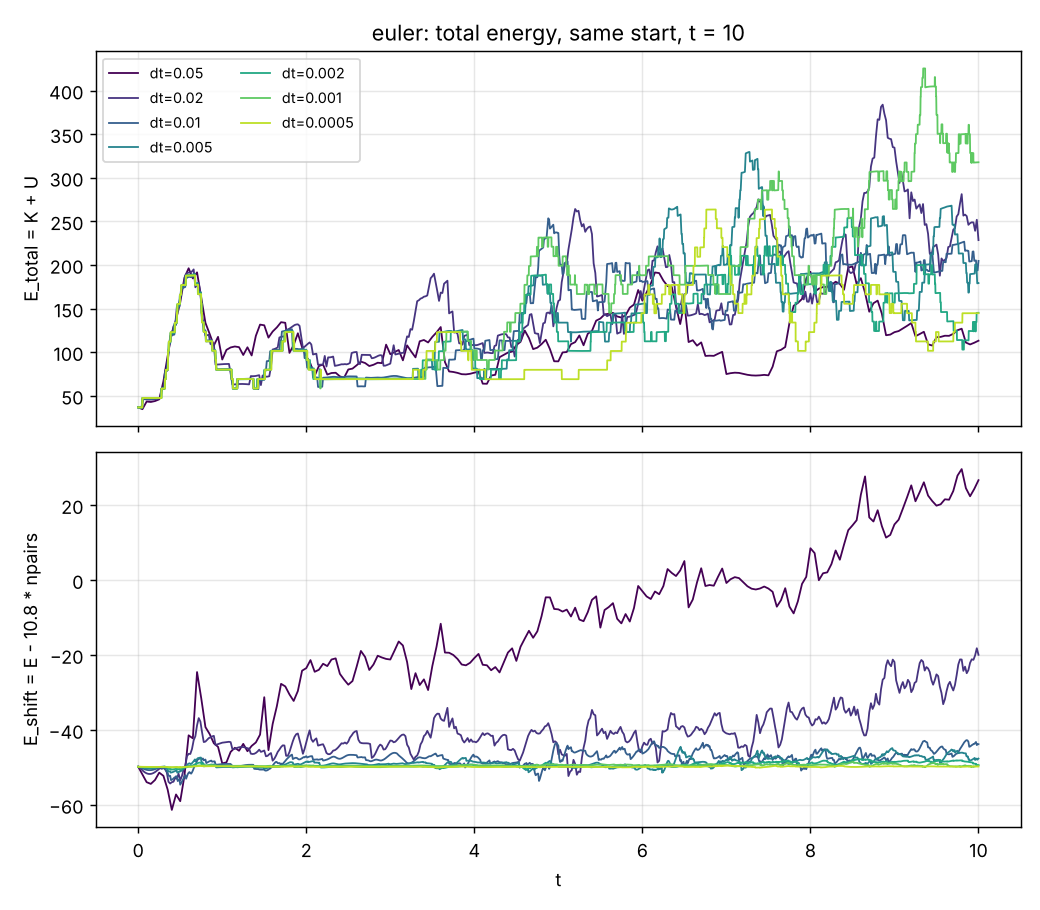 euler: total energy, same start, t = 10
E_total = K + U
400
350
300
250
200
150
100
50
dt=0.05
dt=0.02
dt=0.01
dt=0.005
dt=0.002
dt=0.001
dt=0.0005
E_shift = E - 10.8 * npairs
20
0
−20
−40
−60
0 2 4 6 8 10
t